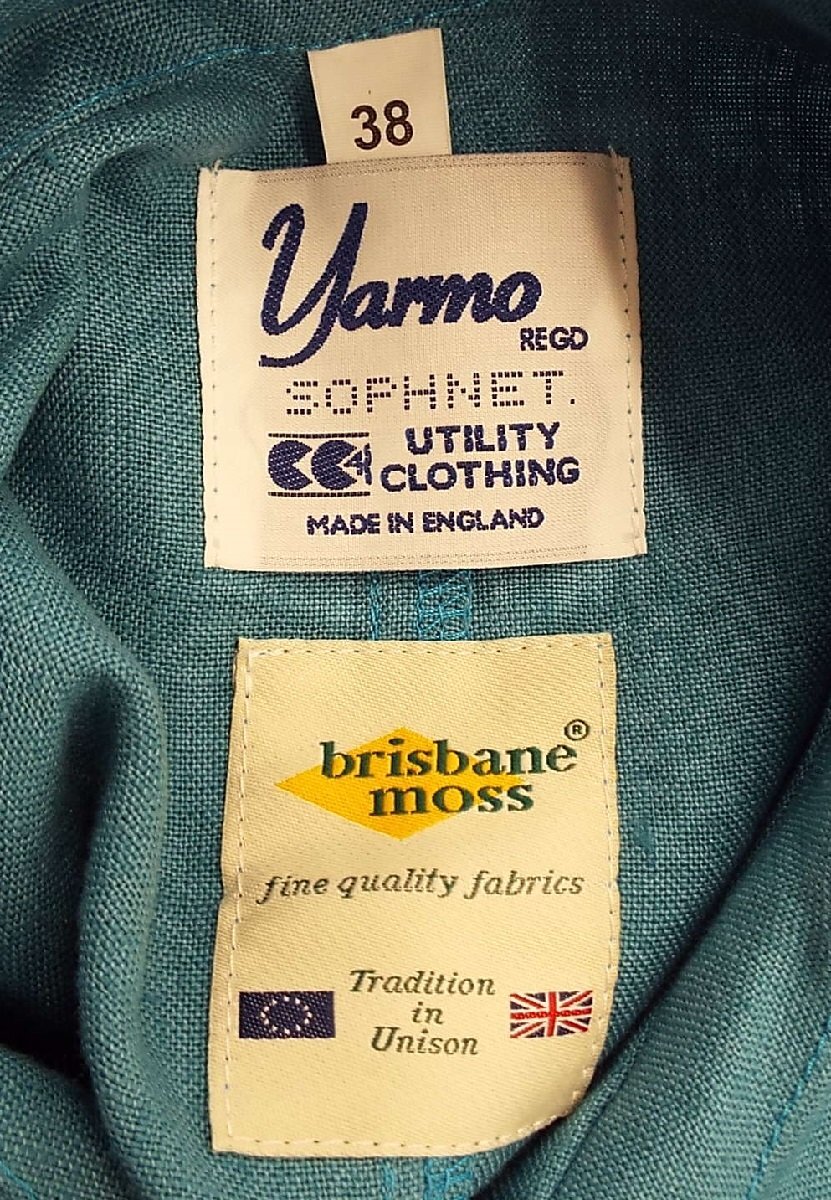 38
Yarmo
REGD
SOPHNET.
UTILITY
CLOTHING
MADE IN ENGLAND
brisbane®
moss
fine quality fabrics
Tradition
in
Unison